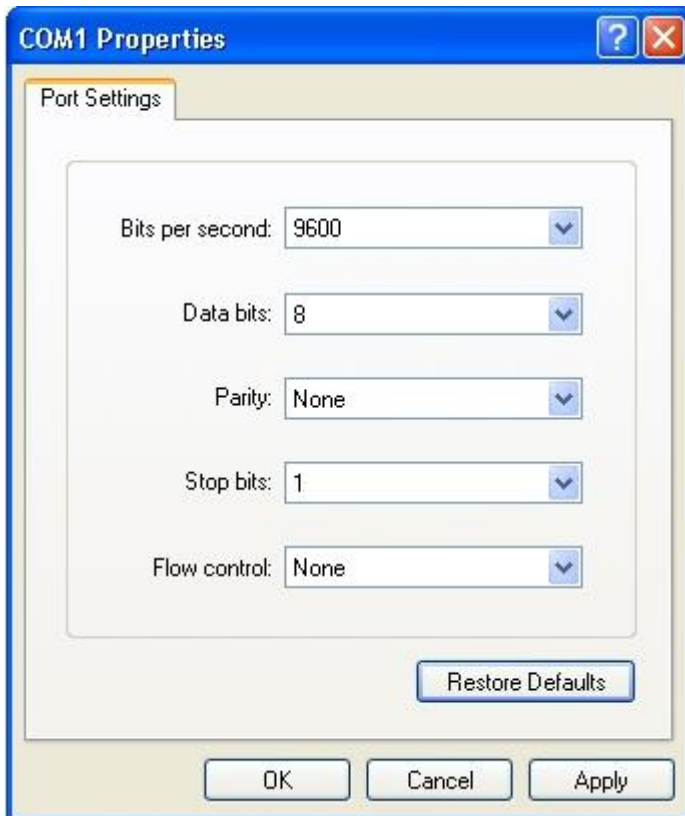 COM1 Properties
Port Settings
Bits per second: 9600
Data bits: 8
Parity: None
Stop bits: 1
Flow control: None
Restore Defaults
OK Cancel Apply